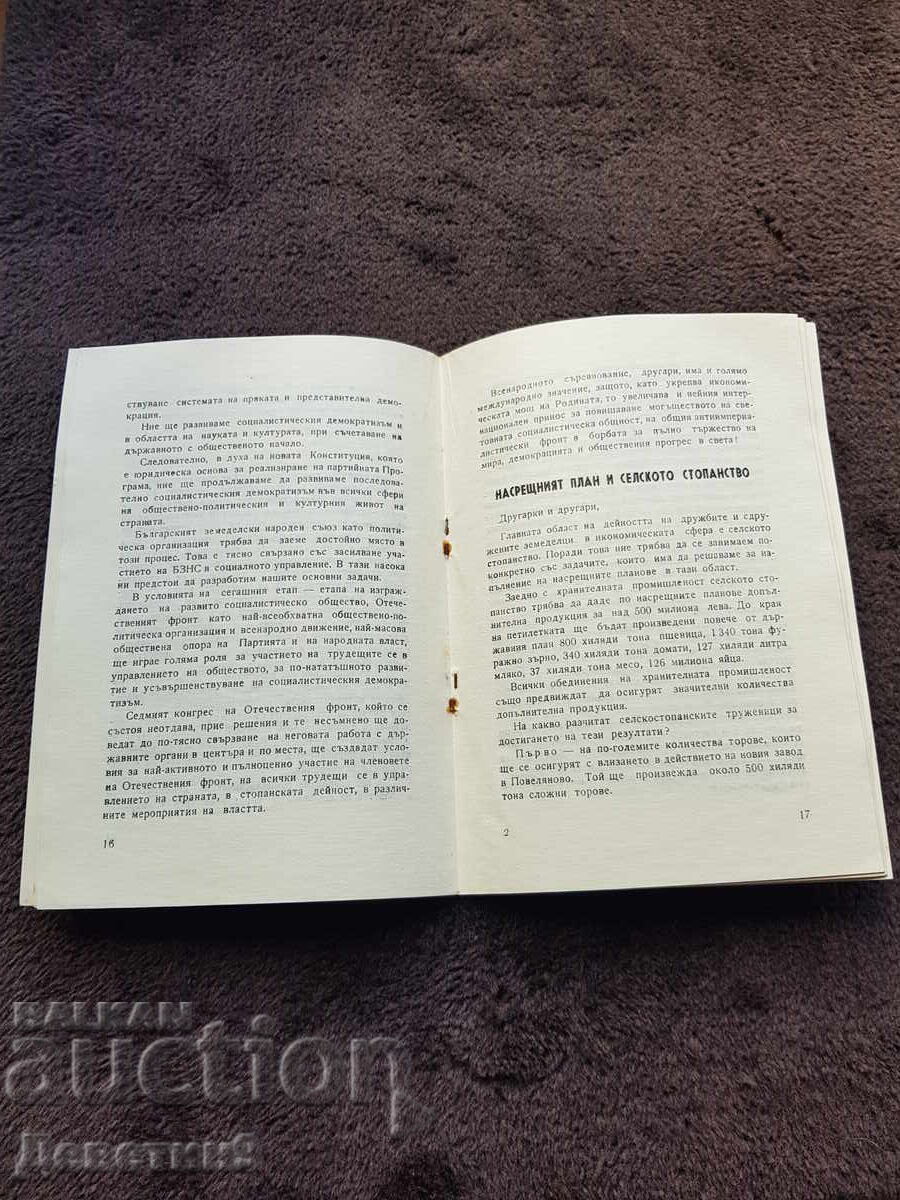 ствуване системата на пряката и представителна демо-
крация.
Ние ще развиваме социалистическия демократизъм и
в областта на науката и културата, при съчетаване на
държавното с общественото начало.
Следователно, в духа на новата Конституция, която
е юридическа основа за реализиране на партийната Про-
грама, ние ще продължаваме да развиваме последова-
телно социалистическия демократизъм във всички сфери
на обществено-политическия и културния живот на
страната.
Българският земеделски народен съюз като полити-
ческа организация трябва да заеме достойно място в
този процес. Това е тясно свързано със засилване уча-
стието на БЗНС в социалното управление. В тази насока
ни предстои да разработим нашите основни задачи.
В условията на сегашния етап — етапа на изграж-
дането на развито социалистическо общество, Отече-
ственият фронт като най-всеобхватна обществено-по-
литическа организация и всенародно движение, най-масова
обществена опора на Партията и на народната власт,
ще играе голяма роля за участието на трудещите се в
управлението на обществото, за по-нататъшното разви-
тие и усъвършенствуване на социалистическия демокра-
тизъм.
Седмият конгрес на Отечествения фронт, който се
състоя неотдавна, прие решения и те несъмнено ще до-
ведат до по-тясно свързване на неговата работа с дър-
жавните органи в центъра и по места, ще създадат усло-
вия за най-активното и пълноценно участие на членовете
на Отечествения фронт, на всички трудещи се в упра-
влението на страната, в стопанската дейност, в различ-
ните мероприятия на властта.
16
Всенародното съревнование, другари, има и голямо
международно значение, защото, като укрепва икономи-
ческата мощ на Родината, то увеличава и нейния интер-
национален принос за повишаване могъществото на све-
товната социалистическа общност, на общия антиимпериа-
листически фронт в борбата за пълно тържество на
мира, демокрацията и обществения прогрес в света!
НАСРЕЩНИЯТ ПЛАН И СЕЛСКОТО СТОПАНСТВО
Другарки и другари,
Главната област на дейността на дружбите и сдру-
жените земеделци в икономическата сфера е селското
стопанство. Поради това ние трябва да се занимаем по-
конкретно със задачите, които има да решаваме за из-
пълнение на насрещните планове в тази област.
Заедно с хранителната промишленост селското сто-
панство трябва да даде по насрещните планове допъл-
нителна продукция за над 500 милиона лева. До края
на петилетката ще бъдат произведени повече от дър-
жавния план 800 хиляди тона пшеница, 1 340 тона фу-
ражно зърно, 340 хиляди тона домати, 127 хиляди литра
мляко, 37 хиляди тона месо, 126 милиона яйца.
Всички обединения на хранителната промишленост
също предвиждат да осигурят значителни количества
допълнителна продукция.
На какво разчитат селскостопанските труженици за
достигането на тези резултати?
Първо — на по-големите количества торове, които
ще се осигурят с влизането в действието на новия завод
в Повеляново. Той ще произвежда около 500 хиляди
тона сложни торове.
2
17
BALKAN
auction
Деветни9